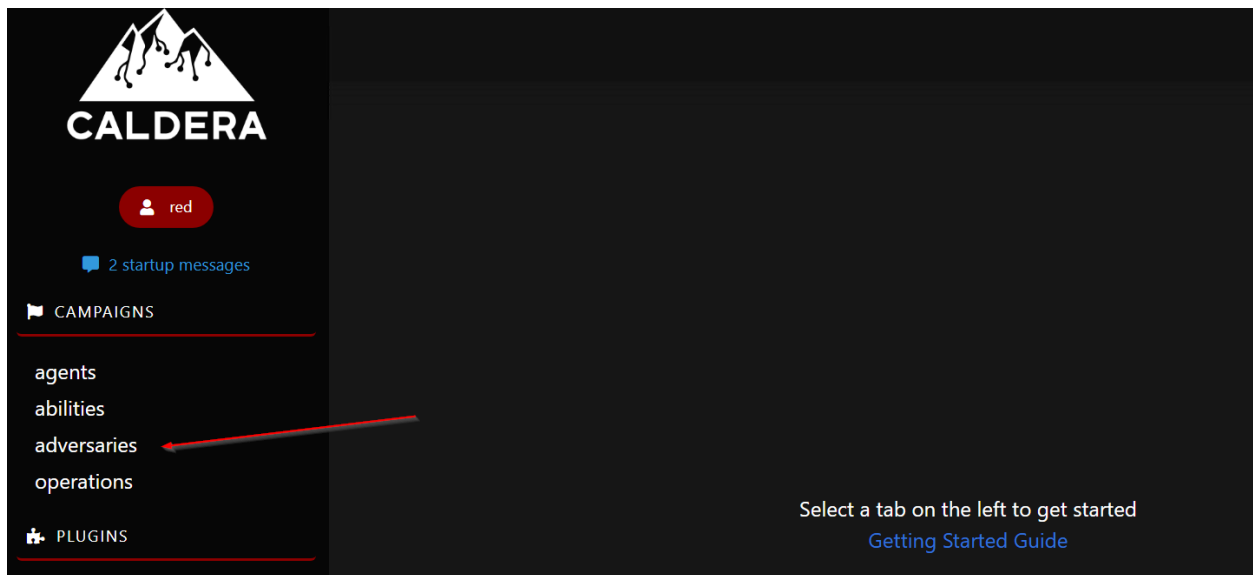 CALDERA
red
2 startup messages
CAMPAIGNS
agents
abilities
adversaries
operations
PLUGINS
Select a tab on the left to get started
Getting Started Guide